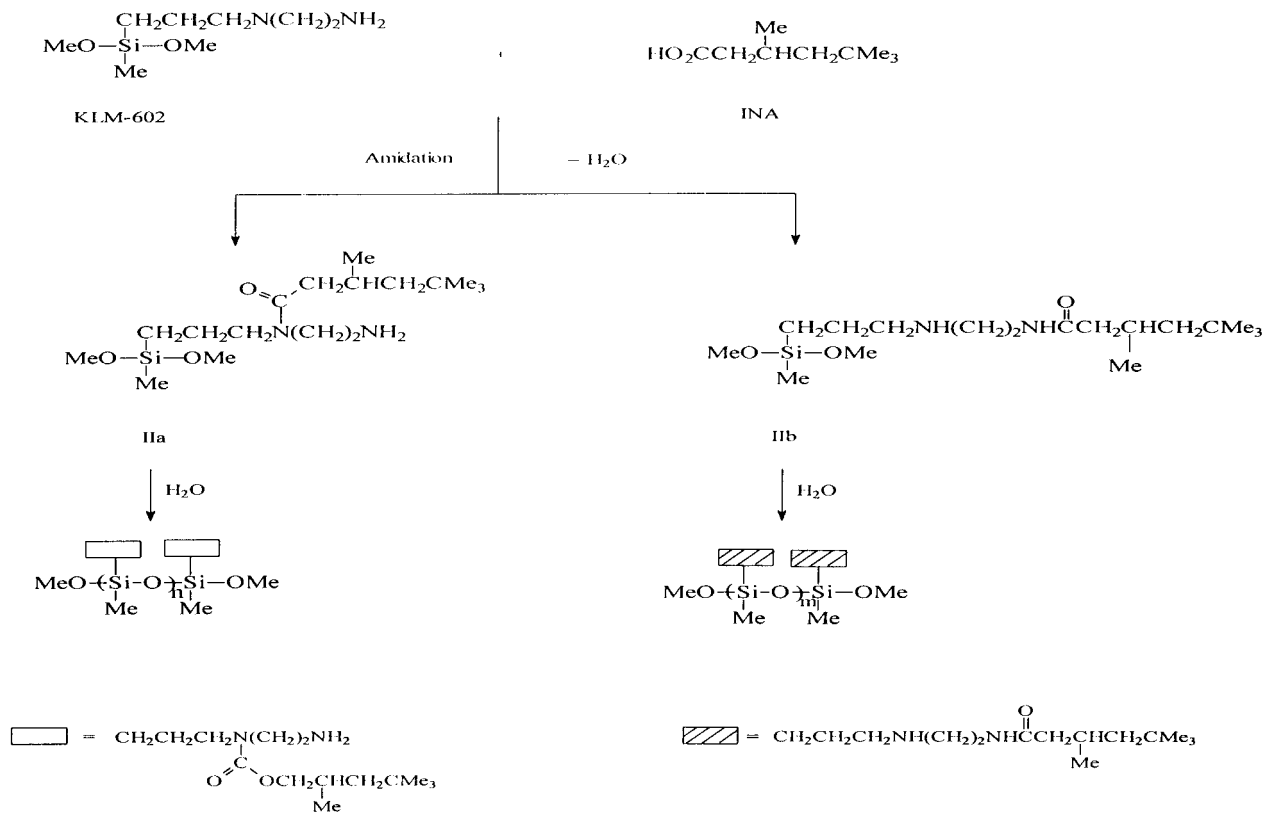 CH2CH2CH2N(CH2)2NH2
MeO–Si–OMe
Me
KLM-602
+
Me
HO2CCH2CHCH2CMe3
INA
Amidation
– H2O
Me
O=C CH2CHCH2CMe3
CH2CH2CH2N(CH2)2NH2
MeO–Si–OMe
Me
IIa
O
CH2CH2CH2NH(CH2)2NHCCH2CHCH2CMe3
MeO–Si–OMe
Me
Me
IIb
H2O
H2O
MeO–(Si–O)n–Si–OMe
Me Me
MeO–(Si–O)m–Si–OMe
Me Me
= CH2CH2CH2N(CH2)2NH2
O=C OCH2CHCH2CMe3
Me
O
= CH2CH2CH2NH(CH2)2NHCCH2CHCH2CMe3
Me